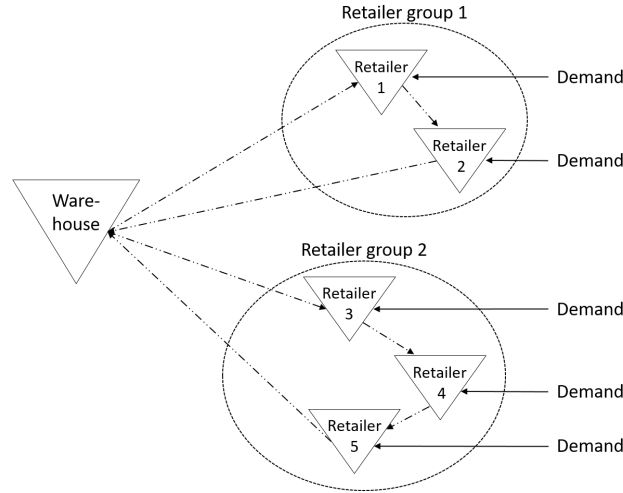 Retailer group 1
Retailer
1
Demand
Retailer
2
Demand
Ware-
house
Retailer group 2
Retailer
3
Demand
Retailer
4
Demand
Retailer
5
Demand